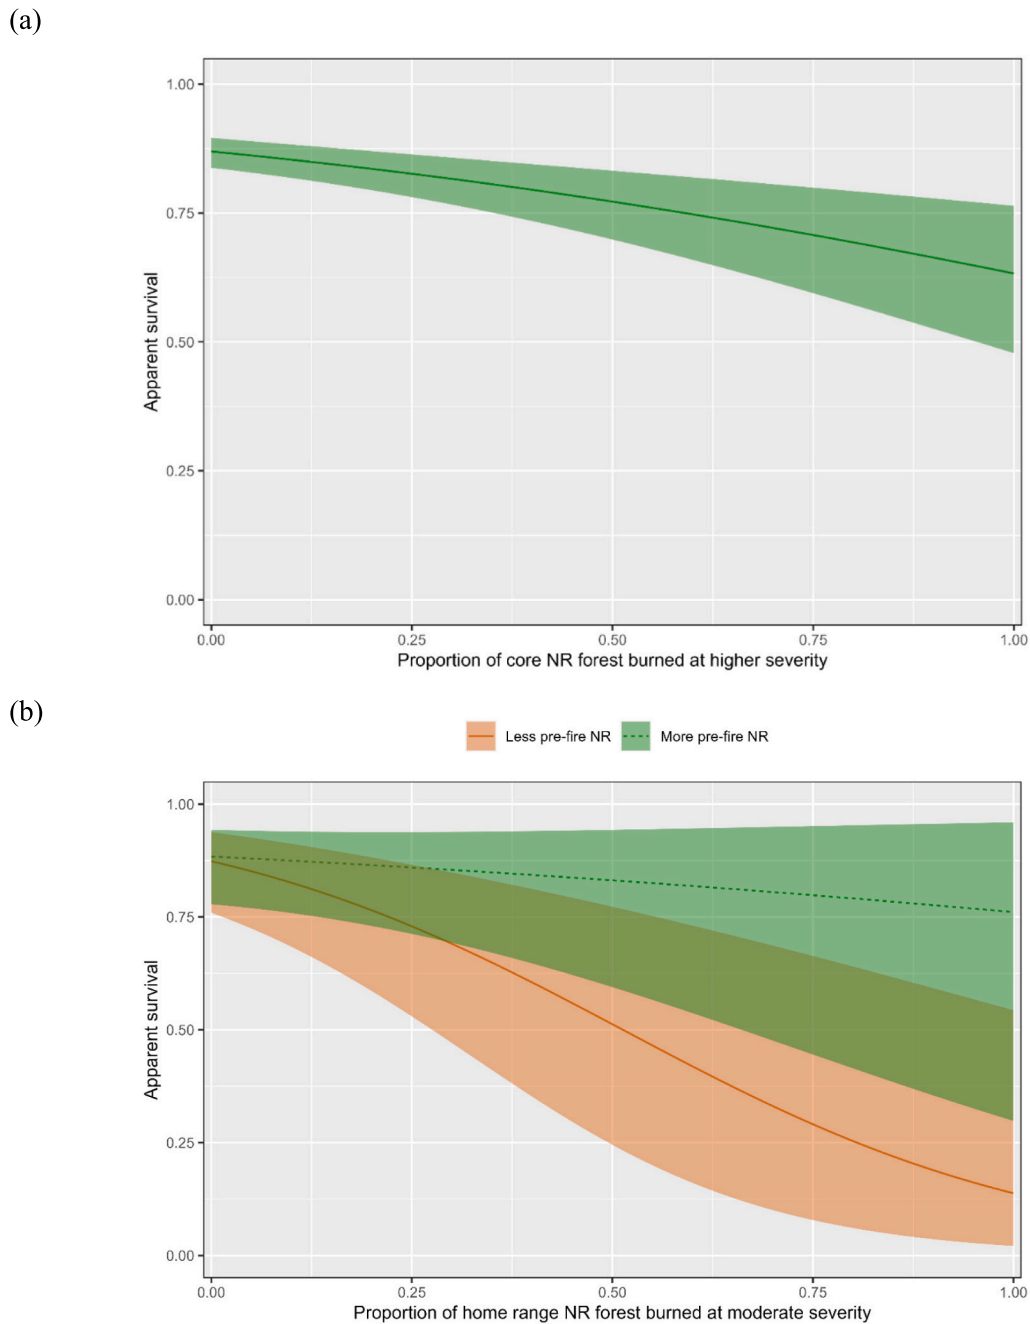 (a)
1.00
0.75
0.50
0.25
0.00
Apparent survival
0.00 0.25 0.50 0.75 1.00
Proportion of core NR forest burned at higher severity
(b)
Less pre-fire NR More pre-fire NR
1.00
0.75
0.50
0.25
0.00
Apparent survival
0.00 0.25 0.50 0.75 1.00
Proportion of home range NR forest burned at moderate severity